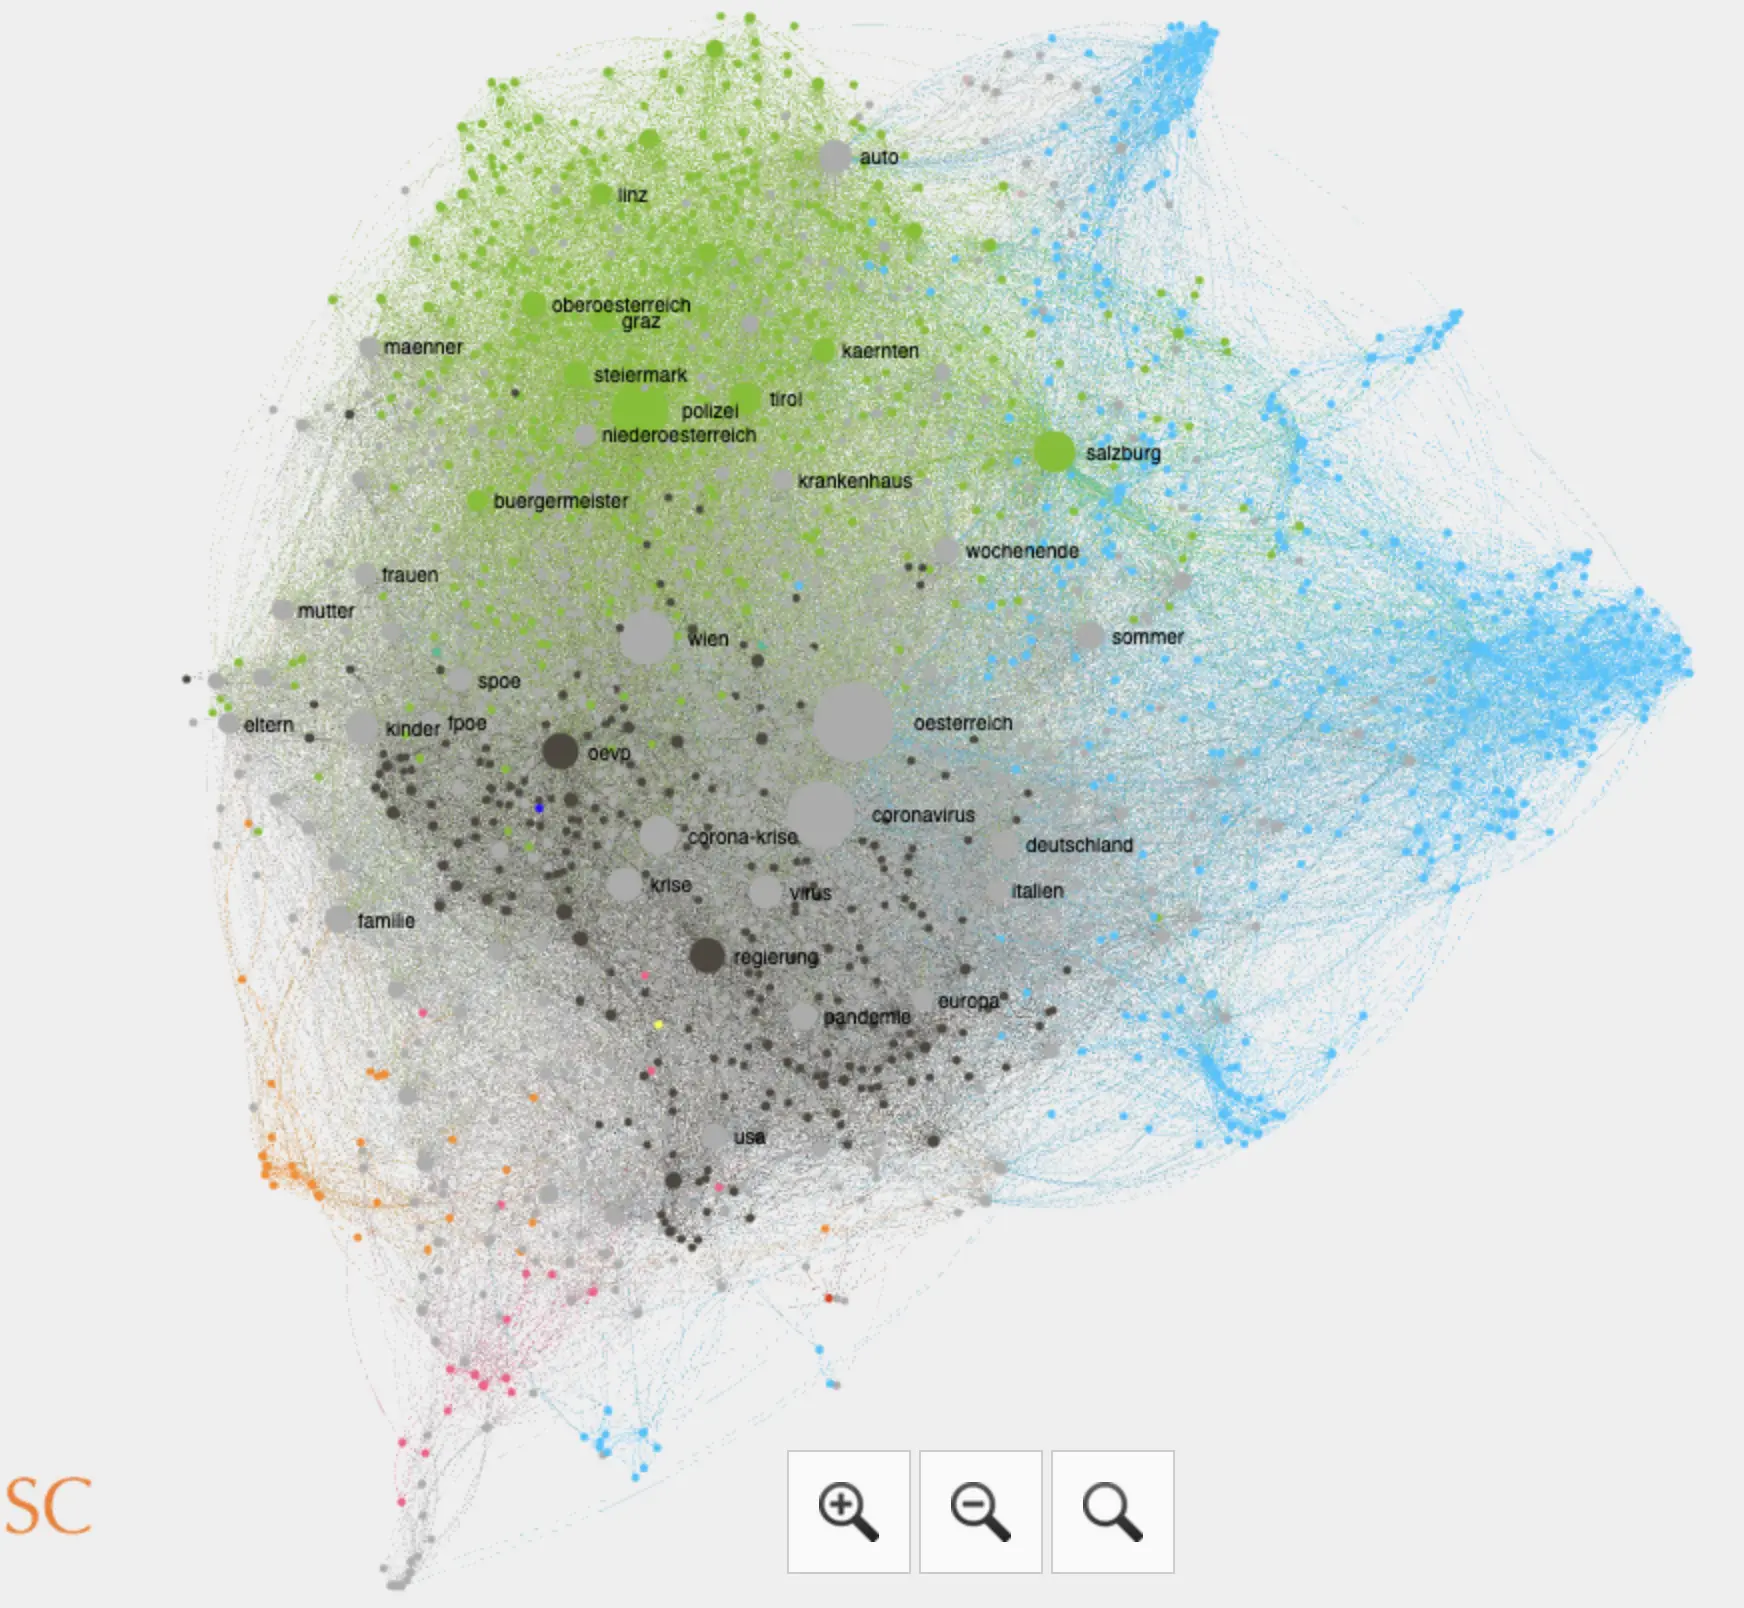 auto
linz
oberoesterreich
graz
maenner
kaernten
steiermark
tirol
polizei
niederoesterreich
salzburg
krankenhaus
buergermeister
wochenende
frauen
mutter
wien
sommer
spoe
eltern
kinder
fpoe
oesterreich
oevp
coronavirus
corona-krise
deutschland
krise
virus
italien
familie
regierung
europa
pandemie
usa
SC